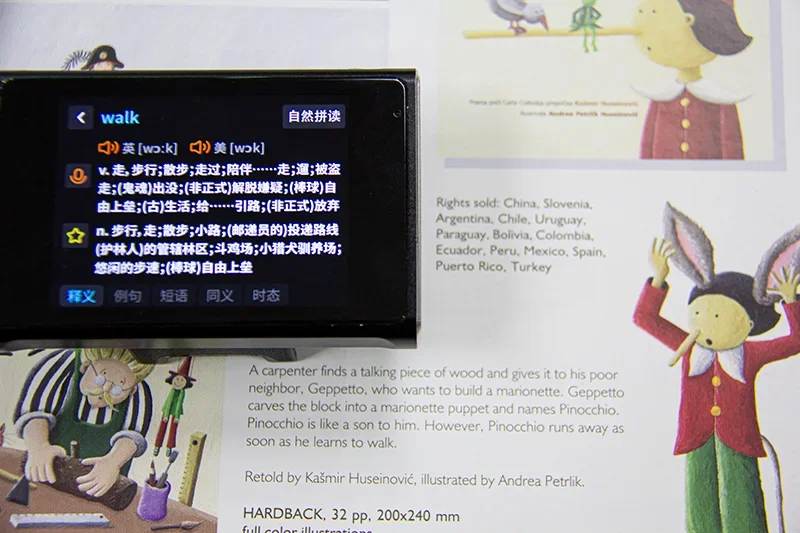 walk
自然拼读
英 [wɔːk] 美 [wɔk]
v. 走,步行;散步;走过;陪伴……走;遛;被盗
走;(鬼魂)出没;(非正式)解脱嫌疑;(棒球)自
由上垒;(古)生活;给……引路;(非正式)放弃
n. 步行,走;散步;小路;(邮递员的)投递路线
(护林人)的管辖林区;斗鸡场;小猎犬驯养场;
悠闲的步速;(棒球)自由上垒
释义 例句 短语 同义 时态
Kašmir Huseinović
Andrea Petrlik Huseinović
Rights sold: China, Slovenia,
Argentina, Chile, Uruguay,
Paraguay, Bolivia, Colombia,
Ecuador, Peru, Mexico, Spain,
Puerto Rico, Turkey
A carpenter finds a talking piece of wood and gives it to his poor
neighbor, Geppetto, who wants to build a marionette. Geppetto
carves the block into a marionette puppet and names Pinocchio.
Pinocchio is like a son to him. However, Pinocchio runs away as
soon as he learns to walk.
Retold by Kašmir Huseinović, illustrated by Andrea Petrlik.
HARDBACK, 32 pp, 200x240 mm
full color illustrations